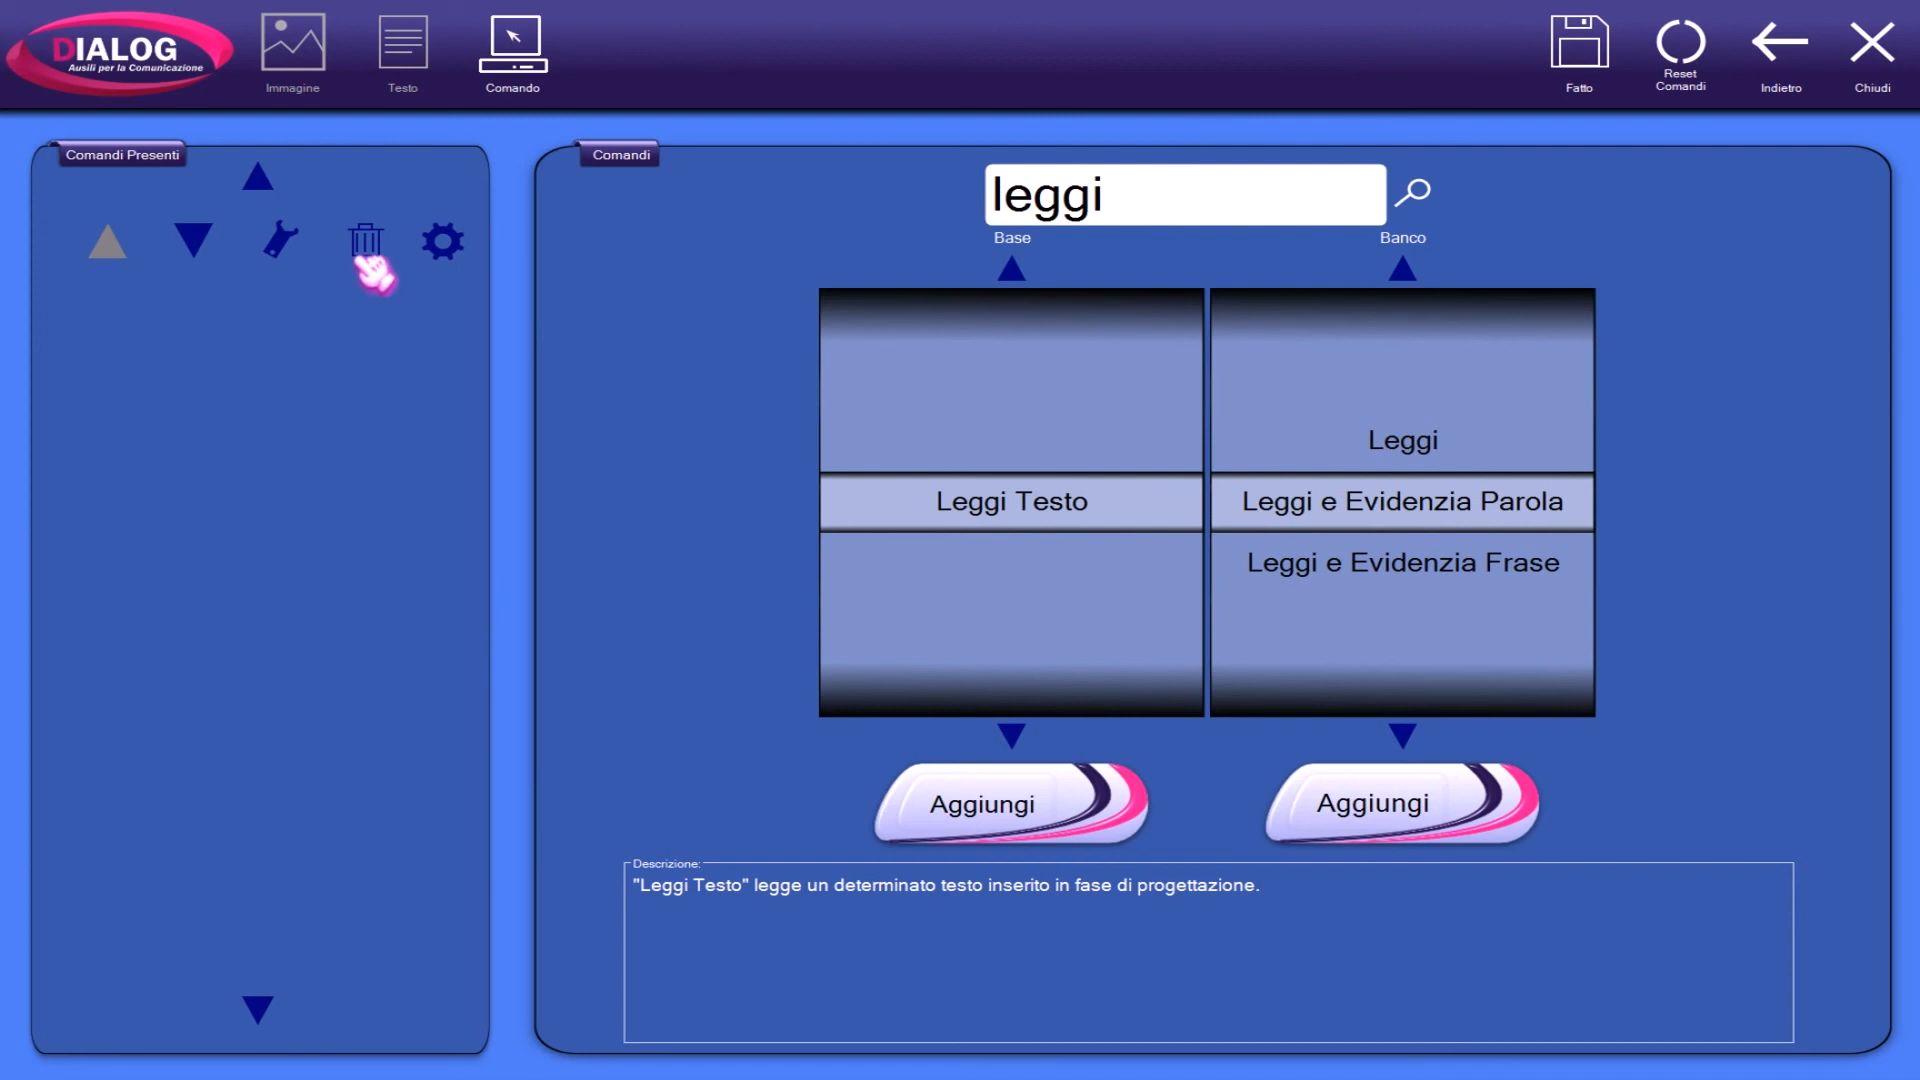 DIALOG
Ausili per la Comunicazione
Immagine
Testo
Comando
Fatto
Reset
Comandi
Indietro
Chiudi
Comandi Presenti
Comandi
leggi
Base
Banco
Leggi Testo
Leggi
Leggi e Evidenzia Parola
Leggi e Evidenzia Frase
Aggiungi
Aggiungi
Descrizione:
"Leggi Testo" legge un determinato testo inserito in fase di progettazione.